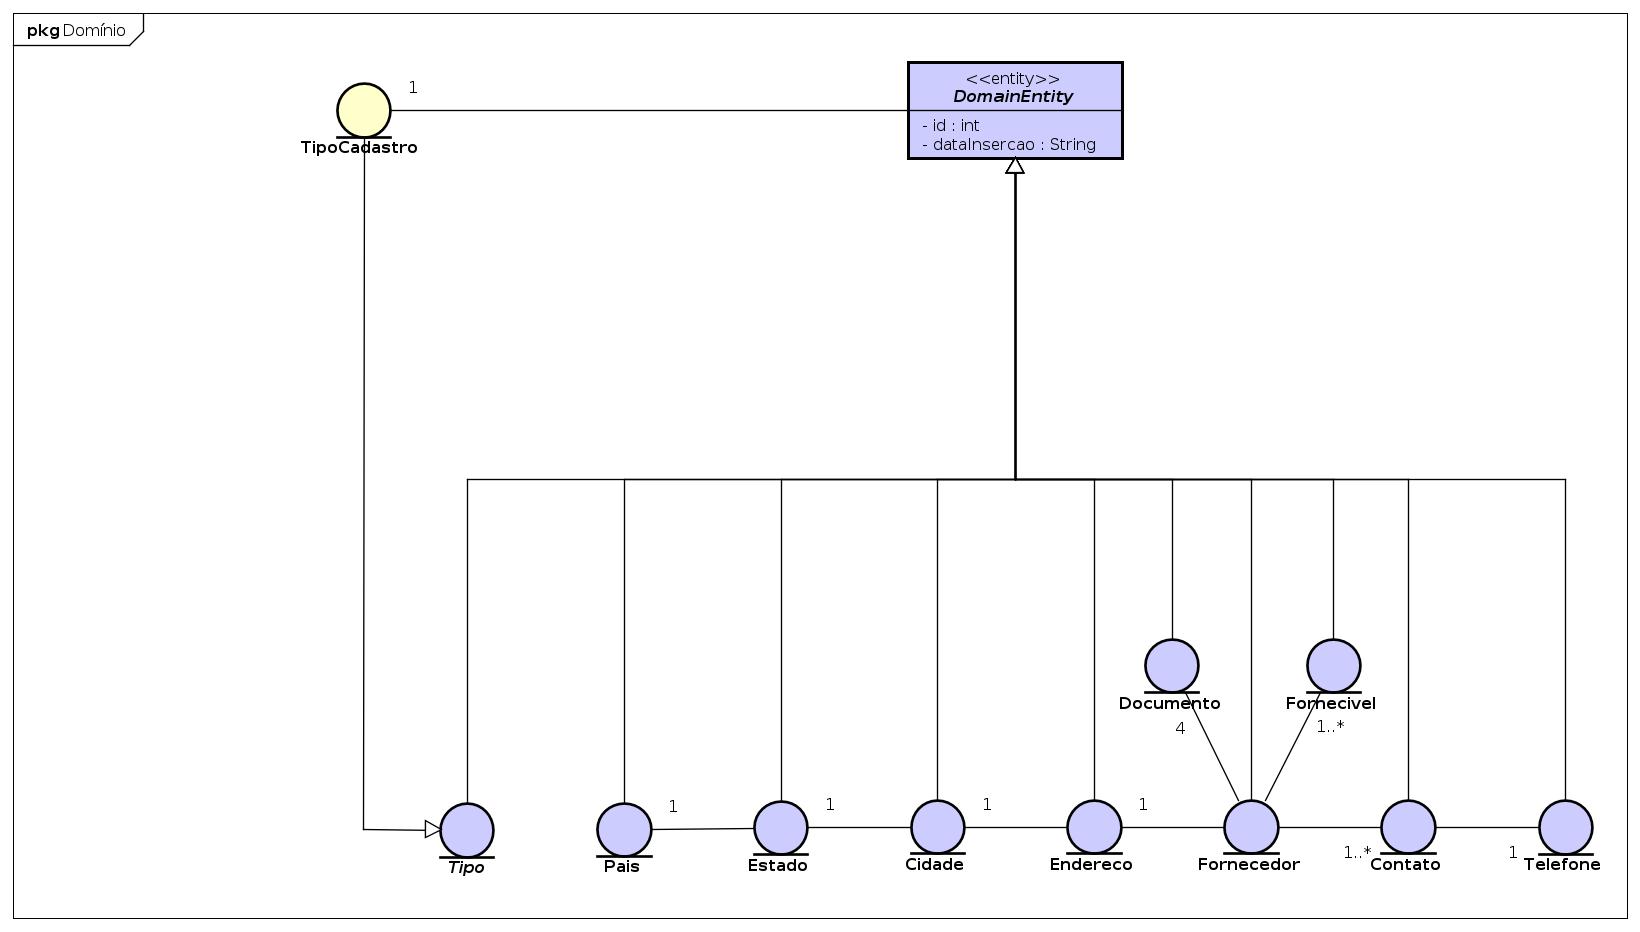 pkg Domínio
1
TipoCadastro
<<entity>>
DomainEntity
- id : int
- dataInsercao : String
Documento
Fornecivel
4
1..*
1
1
1
1
1..*
1
Tipo
Pais
Estado
Cidade
Endereco
Fornecedor
Contato
Telefone